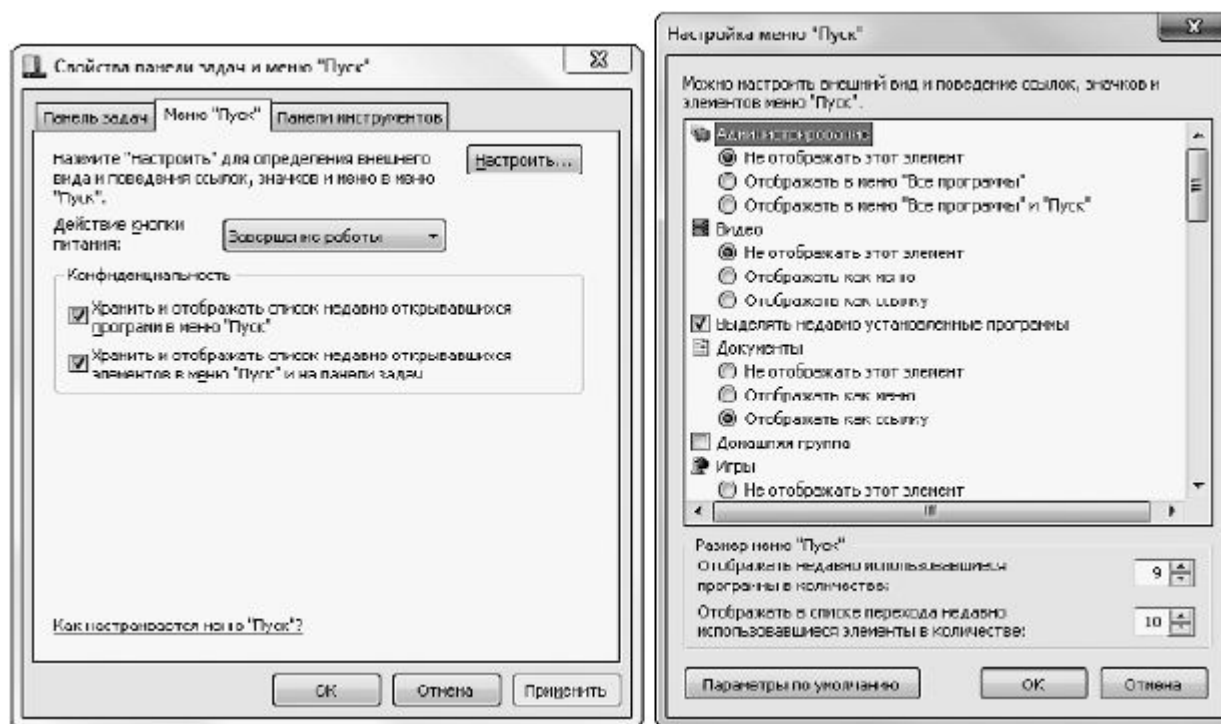 Свойства панели задач и меню "Пуск"
Панель задач
Меню "Пуск"
Панели инструментов
Нажмите "Настроить" для определения внешнего
вида и поведения ссылок, значков и меню в меню
"Пуск".
Настроить...
Действие кнопки
питания:
Завершение работы
Конфиденциальность
Хранить и отображать список недавно открывавшихся
программ в меню "Пуск"
Хранить и отображать список недавно открывавшихся
элементов в меню "Пуск" и на панели задач
Как настраивается меню "Пуск"?
ОК
Отмена
Применить
Настройка меню "Пуск"
Можно настроить внешний вид и поведение ссылок, значков и
элементов меню "Пуск".
Администрирование
Не отображать этот элемент
Отображать в меню "Все программы"
Отображать в меню "Все программы" и "Пуск"
Видео
Не отображать этот элемент
Отображать как меню
Отображать как ссылку
Выделять недавно установленные программы
Документы
Не отображать этот элемент
Отображать как меню
Отображать как ссылку
Домашняя группа
Игры
Не отображать этот элемент
Размер меню "Пуск"
Отображать недавно использовавшиеся
программы в количестве:
9
Отображать в списке перехода недавно
использовавшиеся элементы в количестве:
10
Параметры по умолчанию
ОК
Отмена